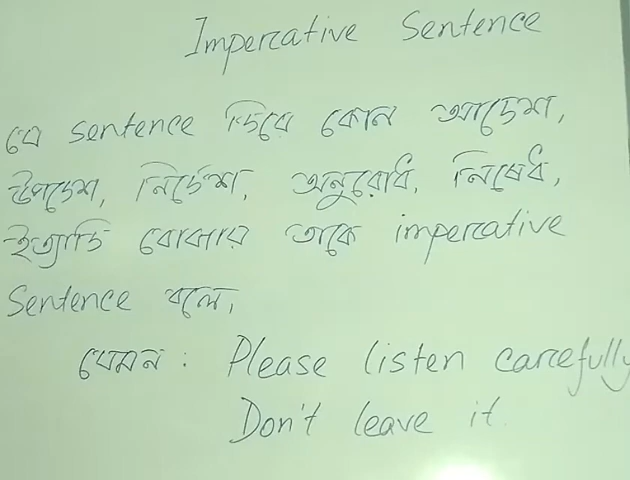 Imperative Sentence
যে sentence দিয়ে কোন আদেশ,
উপদেশ, নির্দেশ, অনুরোধ, নিষেধ,
ইত্যাদি বোঝায় তাকে imperative
Sentence বলে,
যেমন : Please listen carefully
Don't leave it.